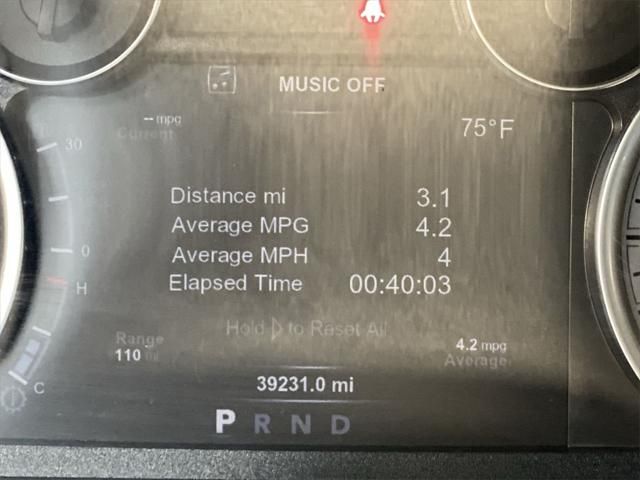 MUSIC OFF
-- mpg
Current
75°F
30
Distance mi 3.1
Average MPG 4.2
0
Average MPH 4
H
Elapsed Time 00:40:03
Hold ▷ to Reset All
Range
110 mi
4.2 mpg
Average
C
39231.0 mi
P R N D